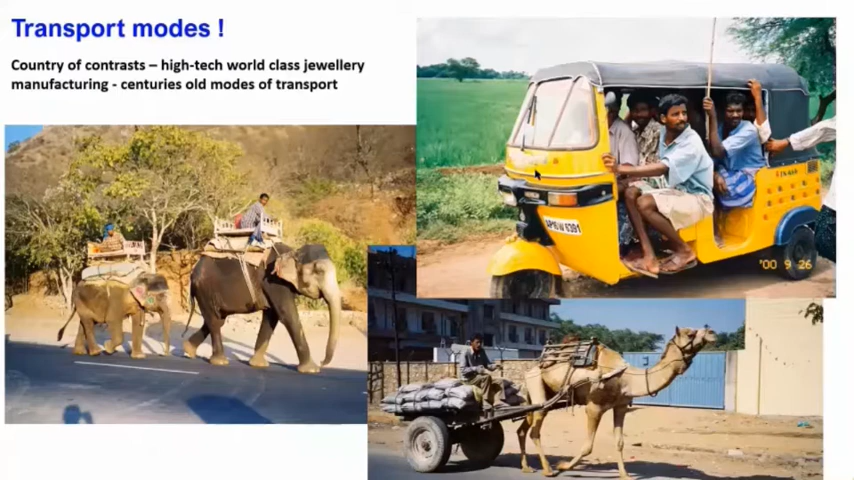 Transport modes !
Country of contrasts – high-tech world class jewellery
manufacturing - centuries old modes of transport
'00 9 26